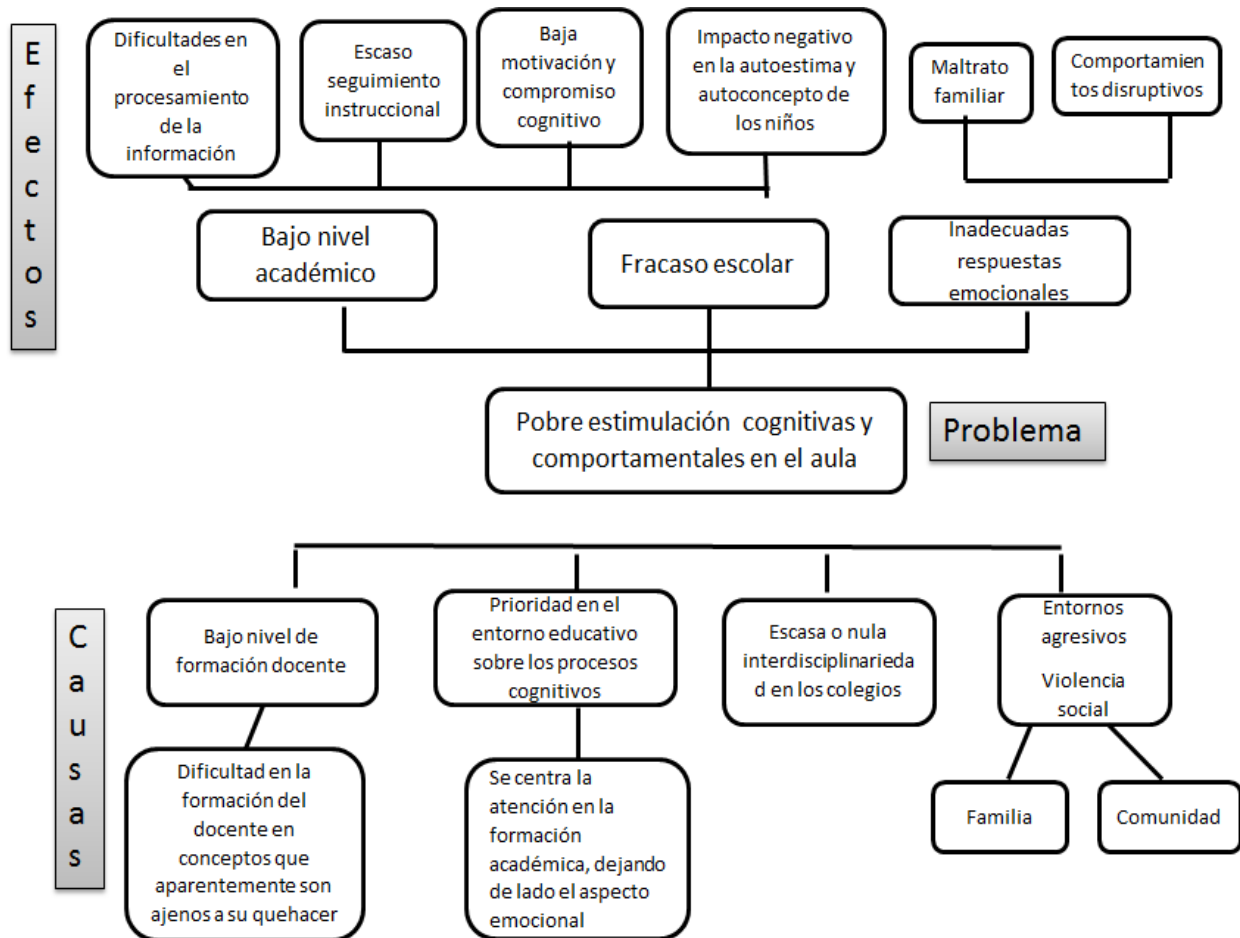 Efectos
Dificultades en
el
procesamiento
de la
información
Escaso
seguimiento
instruccional
Baja
motivación y
compromiso
cognitivo
Impacto negativo
en la autoestima y
autoconcepto de
los niños
Maltrato
familiar
Comportamien
tos disruptivos
Bajo nivel
académico
Fracaso escolar
Inadecuadas
respuestas
emocionales
Pobre estimulación cognitivas y
comportamentales en el aula
Problema
Causas
Bajo nivel de
formación docente
Prioridad en el
entorno educativo
sobre los procesos
cognitivos
Escasa o nula
interdisciplinarieda
d en los colegios
Entornos
agresivos
Violencia
social
Dificultad en la
formación del
docente en
conceptos que
aparentemente son
ajenos a su quehacer
Se centra la
atención en la
formación
académica, dejando
de lado el aspecto
emocional
Familia
Comunidad